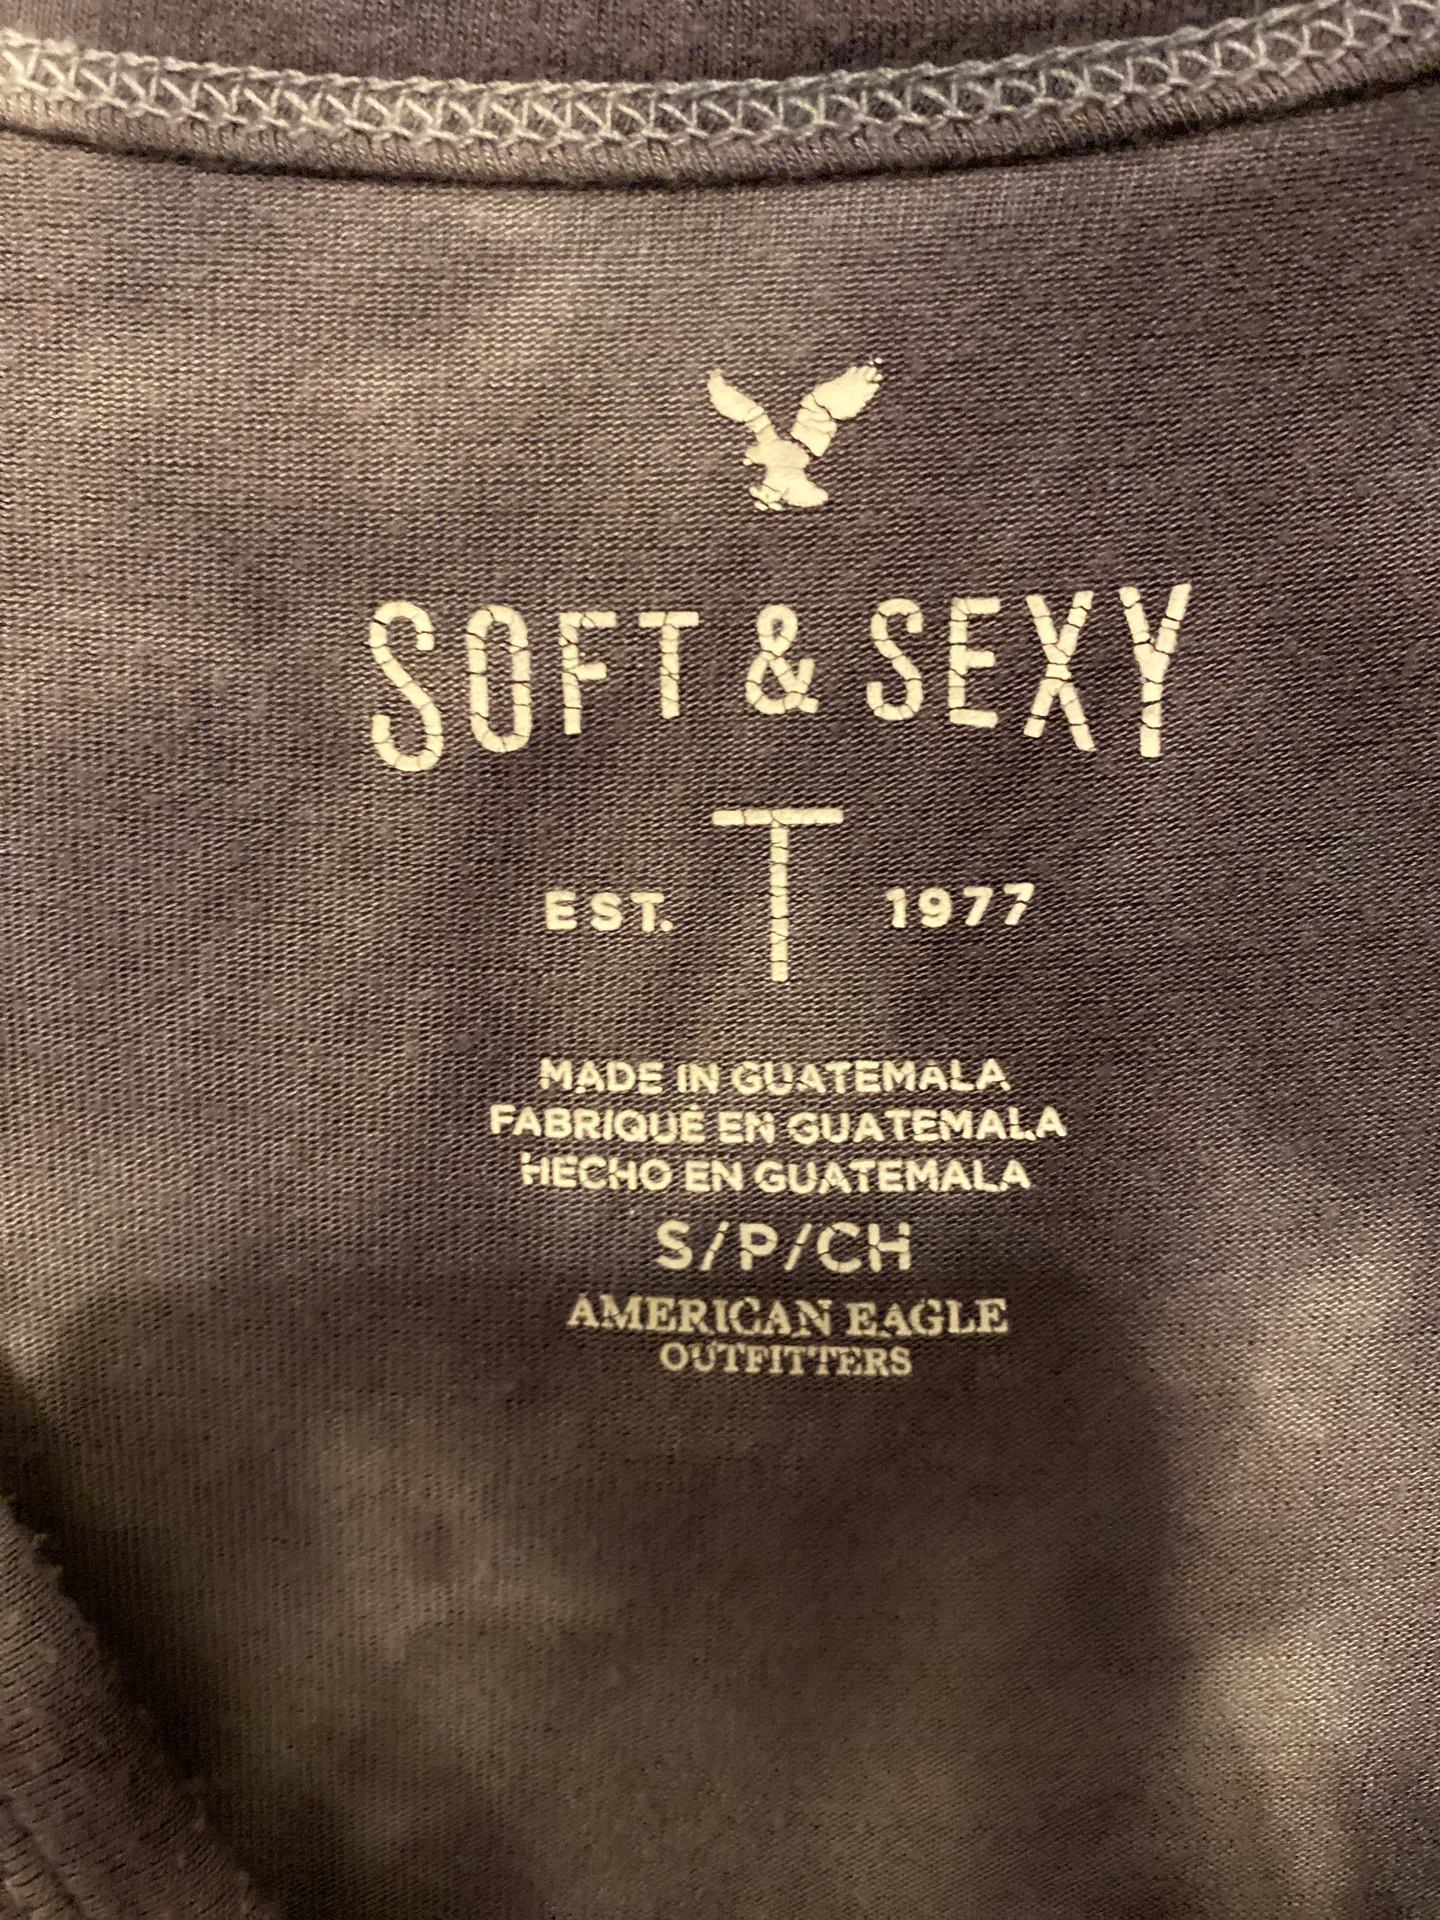 SOFT & SEXY
T
EST. 1977
MADE IN GUATEMALA
FABRIQUÉ EN GUATEMALA
HECHO EN GUATEMALA
S/P/CH
AMERICAN EAGLE
OUTFITTERS